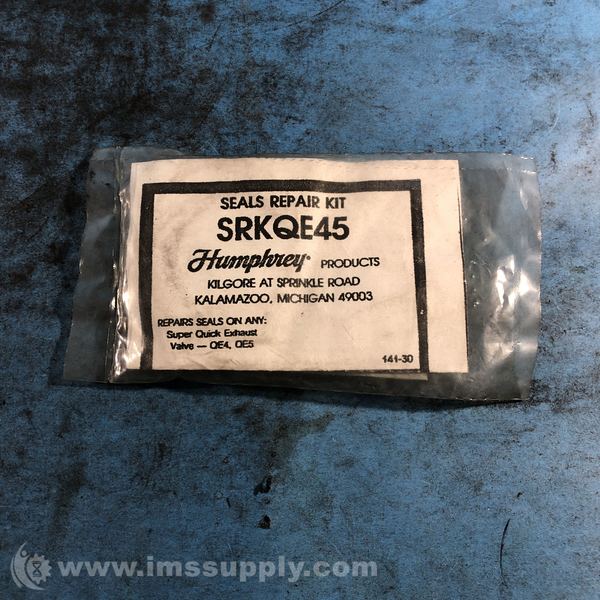 SEALS REPAIR KIT
SRKQE45
Humphrey PRODUCTS
KILGORE AT SPRINKLE ROAD
KALAMAZOO, MICHIGAN 49003
REPAIRS SEALS ON ANY:
Super Quick Exhaust
Valve — QE4, QE5
141-30
www.imssupply.com